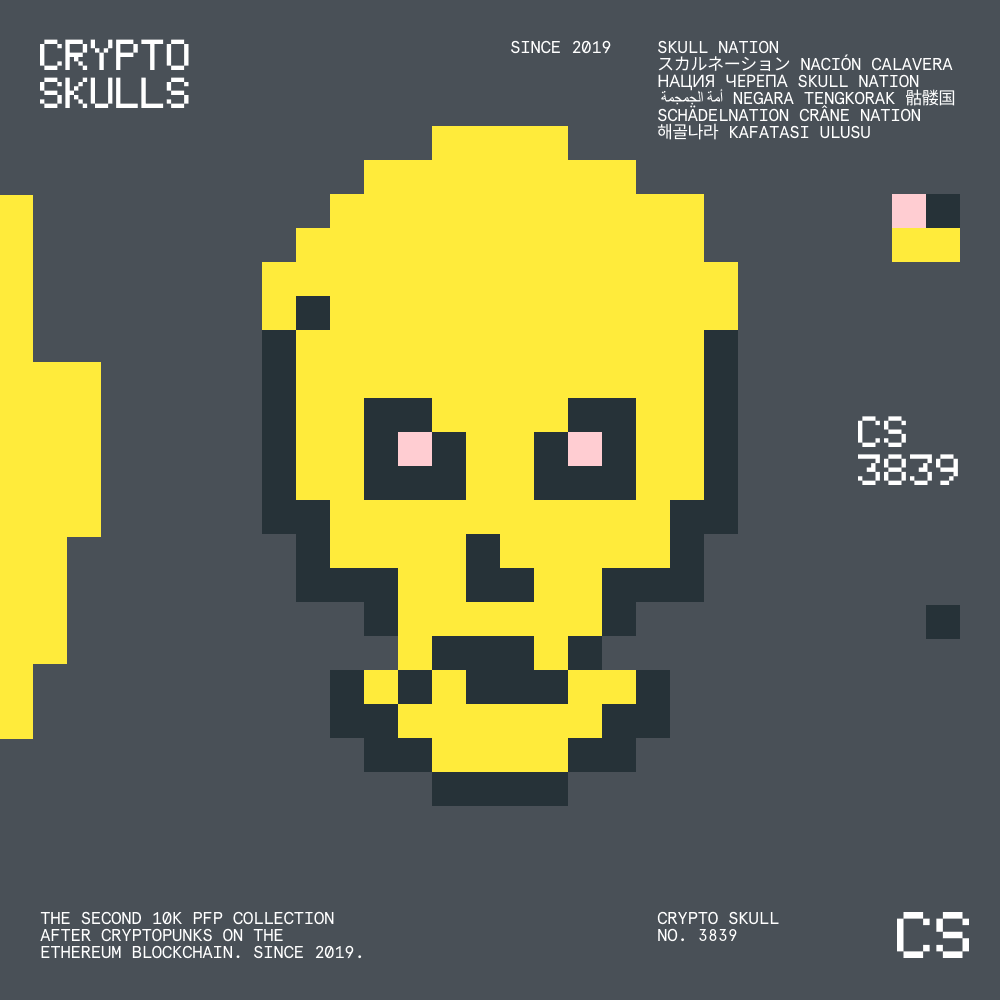 CRYPTO
SKULLS
SINCE 2019
SKULL NATION
スカルネーション NACIÓN CALAVERA
НАЦИЯ ЧЕРЕПА SKULL NATION
أمة الجمجمة NEGARA TENGKORAK 骷髅国
SCHÄDELNATION CRÂNE NATION
해골나라 KAFATASI ULUSU
CS
3839
THE SECOND 10K PFP COLLECTION
AFTER CRYPTOPUNKS ON THE
ETHEREUM BLOCKCHAIN. SINCE 2019.
CRYPTO SKULL
NO. 3839
CS